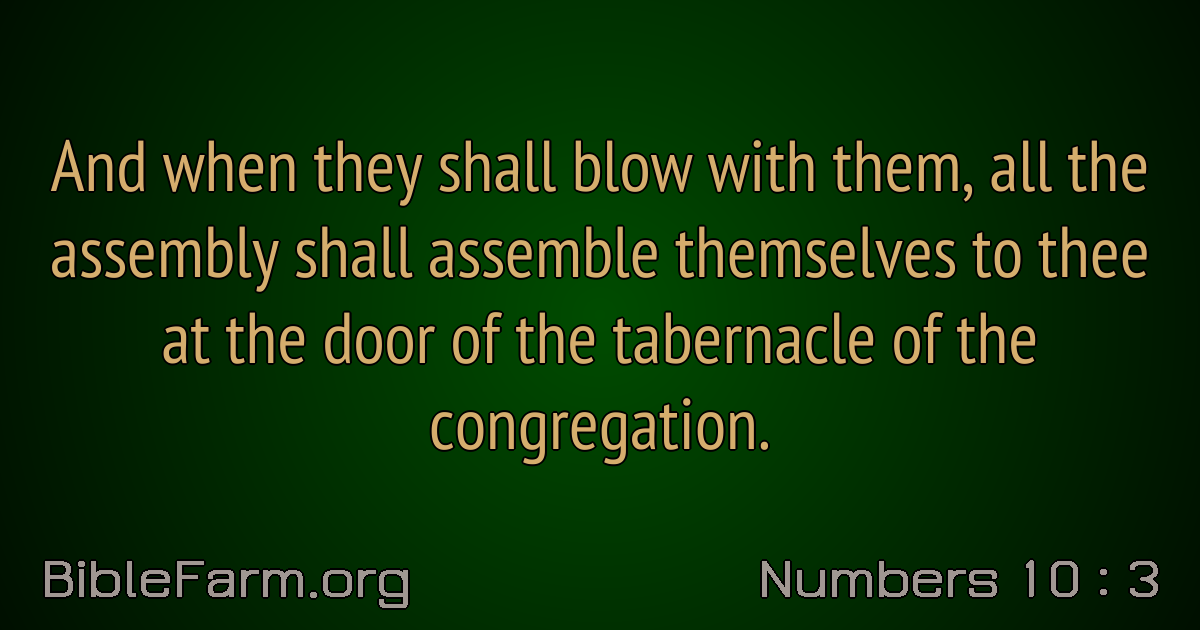 And when they shall blow with them, all the
assembly shall assemble themselves to thee
at the door of the tabernacle of the
congregation.
BibleFarm.org
Numbers 10 : 3